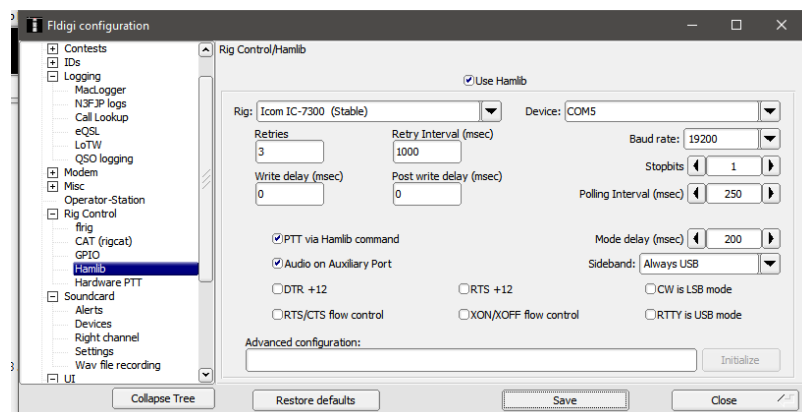 Fldigi configuration
Contests
IDs
Logging
MacLogger
N3FJP logs
Call Lookup
eQSL
LoTW
QSO logging
Modem
Misc
Operator-Station
Rig Control
flrig
CAT (rigcat)
GPIO
Hamlib
Hardware PTT
Soundcard
Alerts
Devices
Right channel
Settings
Wav file recording
UI
Collapse Tree
Rig Control/Hamlib
Use Hamlib
Rig: Icom IC-7300 (Stable) Device: COM5
Retries Retry Interval (msec) Baud rate: 19200
3 1000
Stopbits 1
Write delay (msec) Post write delay (msec)
0 0 Polling Interval (msec) 250
PTT via Hamlib command Mode delay (msec) 200
Audio on Auxiliary Port Sideband: Always USB
DTR +12 RTS +12 CW is LSB mode
RTS/CTS flow control XON/XOFF flow control RTTY is USB mode
Advanced configuration:
Initialize
Restore defaults Save Close